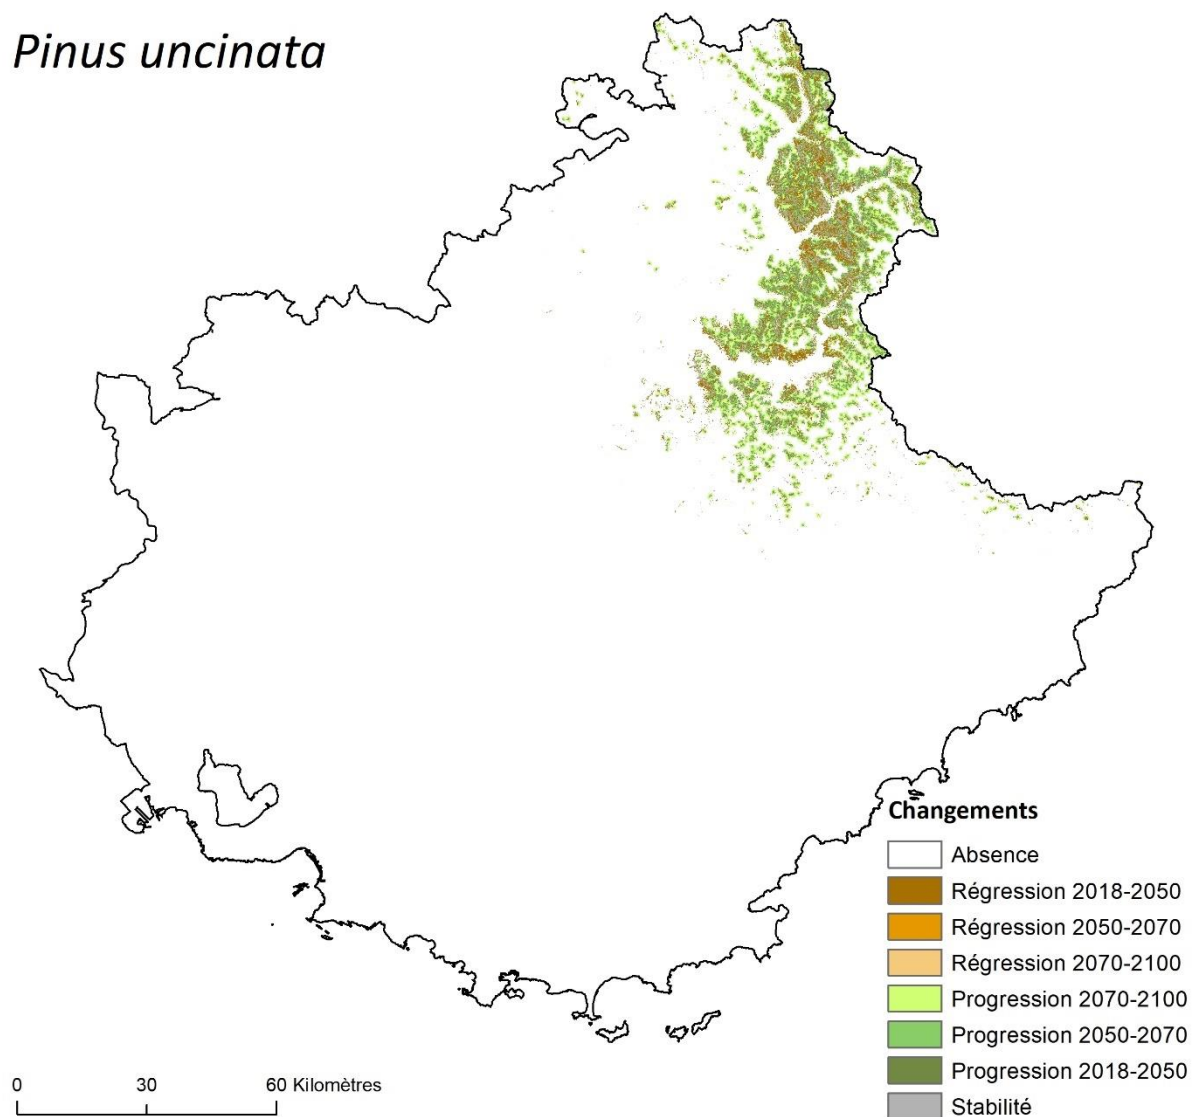 Pinus uncinata
Changements
Absence
Régression 2018-2050
Régression 2050-2070
Régression 2070-2100
Progression 2070-2100
Progression 2050-2070
Progression 2018-2050
Stabilité
0 30 60 Kilomètres